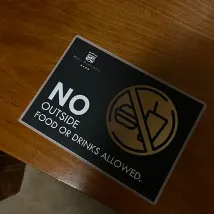 NO
OUTSIDE
FOOD OR DRINKS ALLOWED.